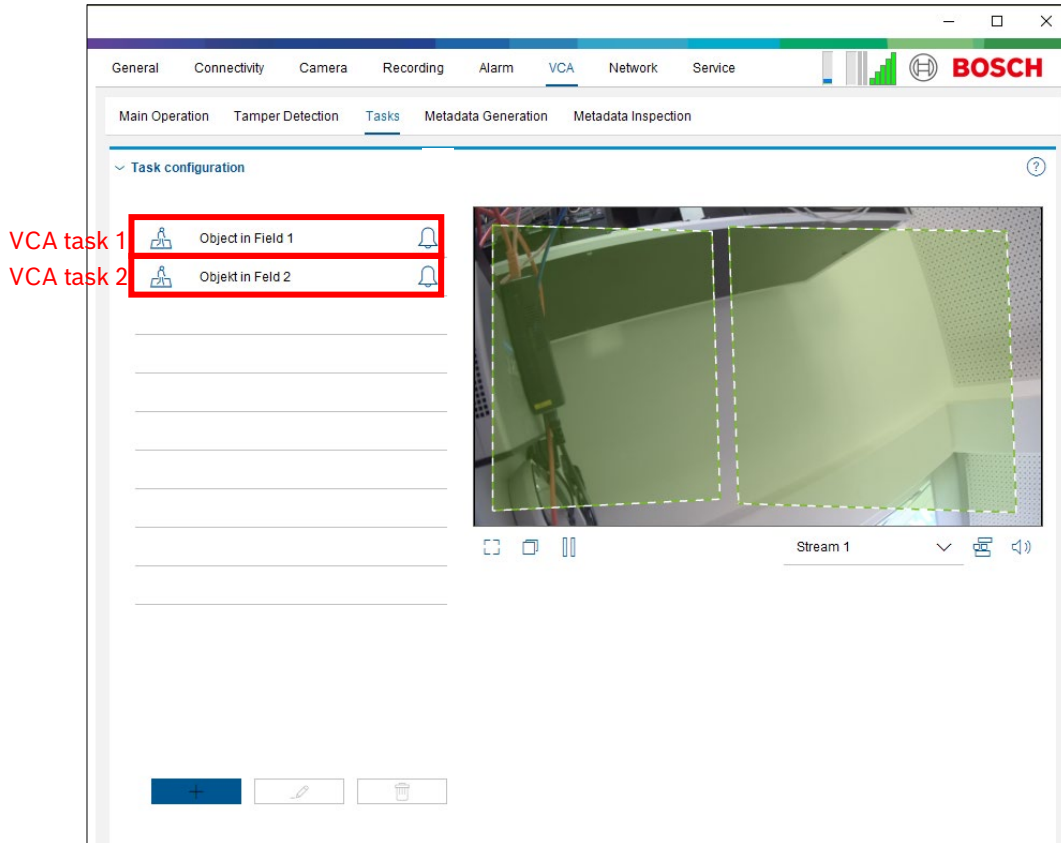 General Connectivity Camera Recording Alarm VCA Network Service BOSCH
Main Operation Tamper Detection Tasks Metadata Generation Metadata Inspection
Task configuration ?
VCA task 1 Object in Field 1
VCA task 2 Objekt in Feld 2
Stream 1